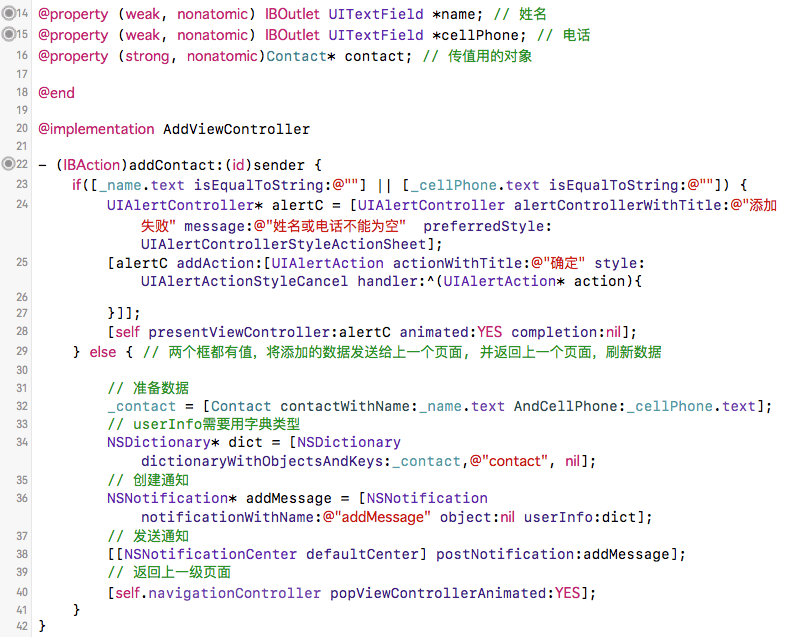 14 @property (weak, nonatomic) IBOutlet UITextField *name; // 姓名
15 @property (weak, nonatomic) IBOutlet UITextField *cellPhone; // 电话
16 @property (strong, nonatomic)Contact* contact; // 传值用的对象
17
18 @end
19
20 @implementation AddViewController
21
22 - (IBAction)addContact:(id)sender {
23 if([_name.text isEqualToString:@""] || [_cellPhone.text isEqualToString:@""]) {
24 UIAlertController* alertC = [UIAlertController alertControllerWithTitle:@"添加
失败" message:@"姓名或电话不能为空" preferredStyle:
UIAlertControllerStyleActionSheet];
25 [alertC addAction:[UIAlertAction actionWithTitle:@"确定" style:
UIAlertActionStyleCancel handler:^(UIAlertAction* action){
26
27 }]];
28 [self presentViewController:alertC animated:YES completion:nil];
29 } else { // 两个框都有值，将添加的数据发送给上一个页面, 并返回上一个页面，刷新数据
30
31 // 准备数据
32 _contact = [Contact contactWithName:_name.text AndCellPhone:_cellPhone.text];
33 // userInfo需要用字典类型
34 NSDictionary* dict = [NSDictionary
dictionaryWithObjectsAndKeys:_contact,@"contact", nil];
35 // 创建通知
36 NSNotification* addMessage = [NSNotification
notificationWithName:@"addMessage" object:nil userInfo:dict];
37 // 发送通知
38 [[NSNotificationCenter defaultCenter] postNotification:addMessage];
39 // 返回上一级页面
40 [self.navigationController popViewControllerAnimated:YES];
41 }
42 }